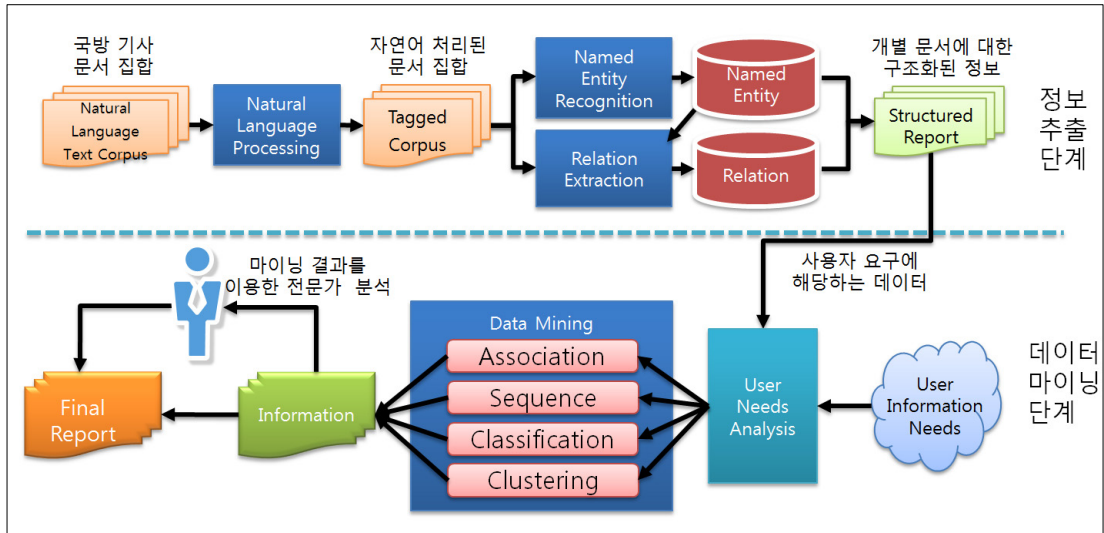 국방 기사
문서 집합
Natural
Language
Text Corpus
Natural
Language
Processing
자연어 처리된
문서 집합
Tagged
Corpus
Named
Entity
Recognition
Named
Entity
Relation
Extraction
Relation
개별 문서에 대한
구조화된 정보
Structured
Report
정보
추출
단계
마이닝 결과를
이용한 전문가 분석
사용자 요구에
해당하는 데이터
Final
Report
Information
Data Mining
Association
Sequence
Classification
Clustering
User
Needs
Analysis
User
Information
Needs
데이터
마이닝
단계